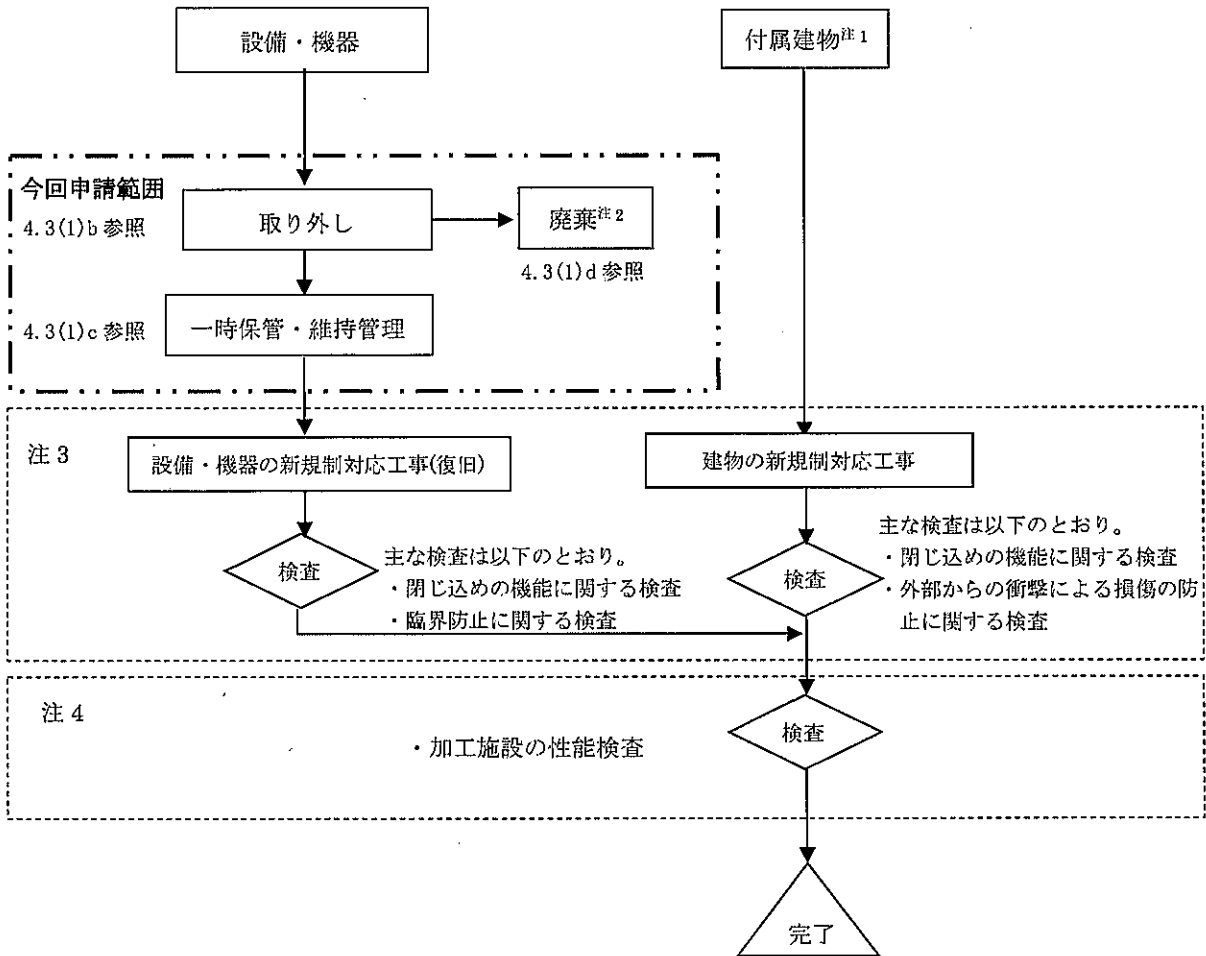 設備・機器
付属建物注1
今回申請範囲
4.3(1)b 参照
取り外し
廃棄注2
4.3(1)d 参照
4.3(1)c 参照
一時保管・維持管理
注3
設備・機器の新規制対応工事(復旧)
建物の新規制対応工事
検査
主な検査は以下のとおり。
・閉じ込めの機能に関する検査
・臨界防止に関する検査
検査
主な検査は以下のとおり。
・閉じ込めの機能に関する検査
・外部からの衝撃による損傷の防
止に関する検査
注4
・加工施設の性能検査
検査
完了